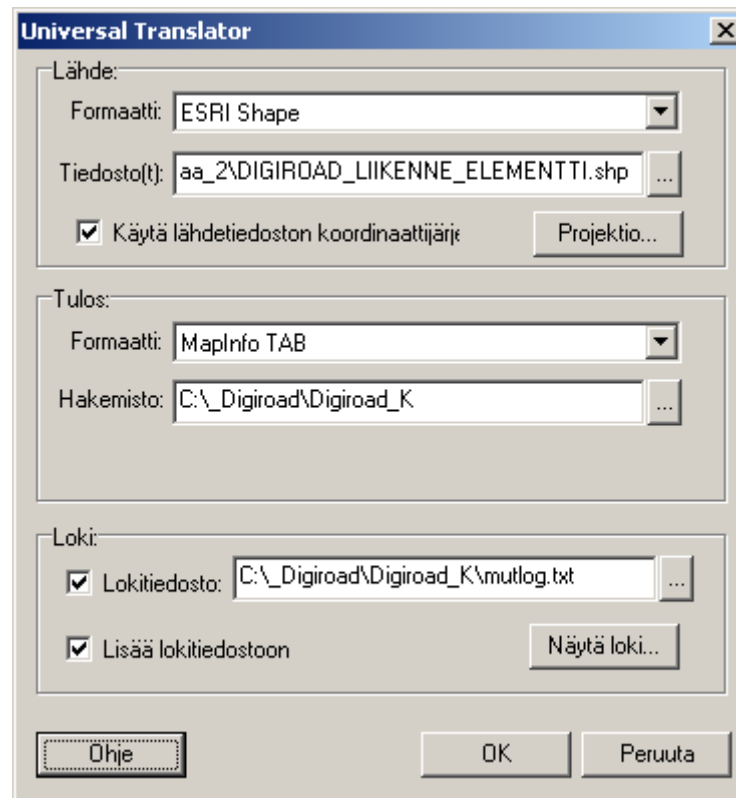 Universal Translator
Lähde:
Formaatti: ESRI Shape
Tiedosto(t): aa_2\DIGIROAD_LIIKENNE_ELEMENTTI.shp ...
Käytä lähdetiedoston koordinaattijärje Projektio...
Tulos:
Formaatti: MapInfo TAB
Hakemisto: C:\_Digiroad\Digiroad_K ...
Loki:
Lokitiedosto: C:\_Digiroad\Digiroad_K\mutlog.txt ...
Lisää lokitiedostoon Näytä loki...
Ohje OK Peruuta